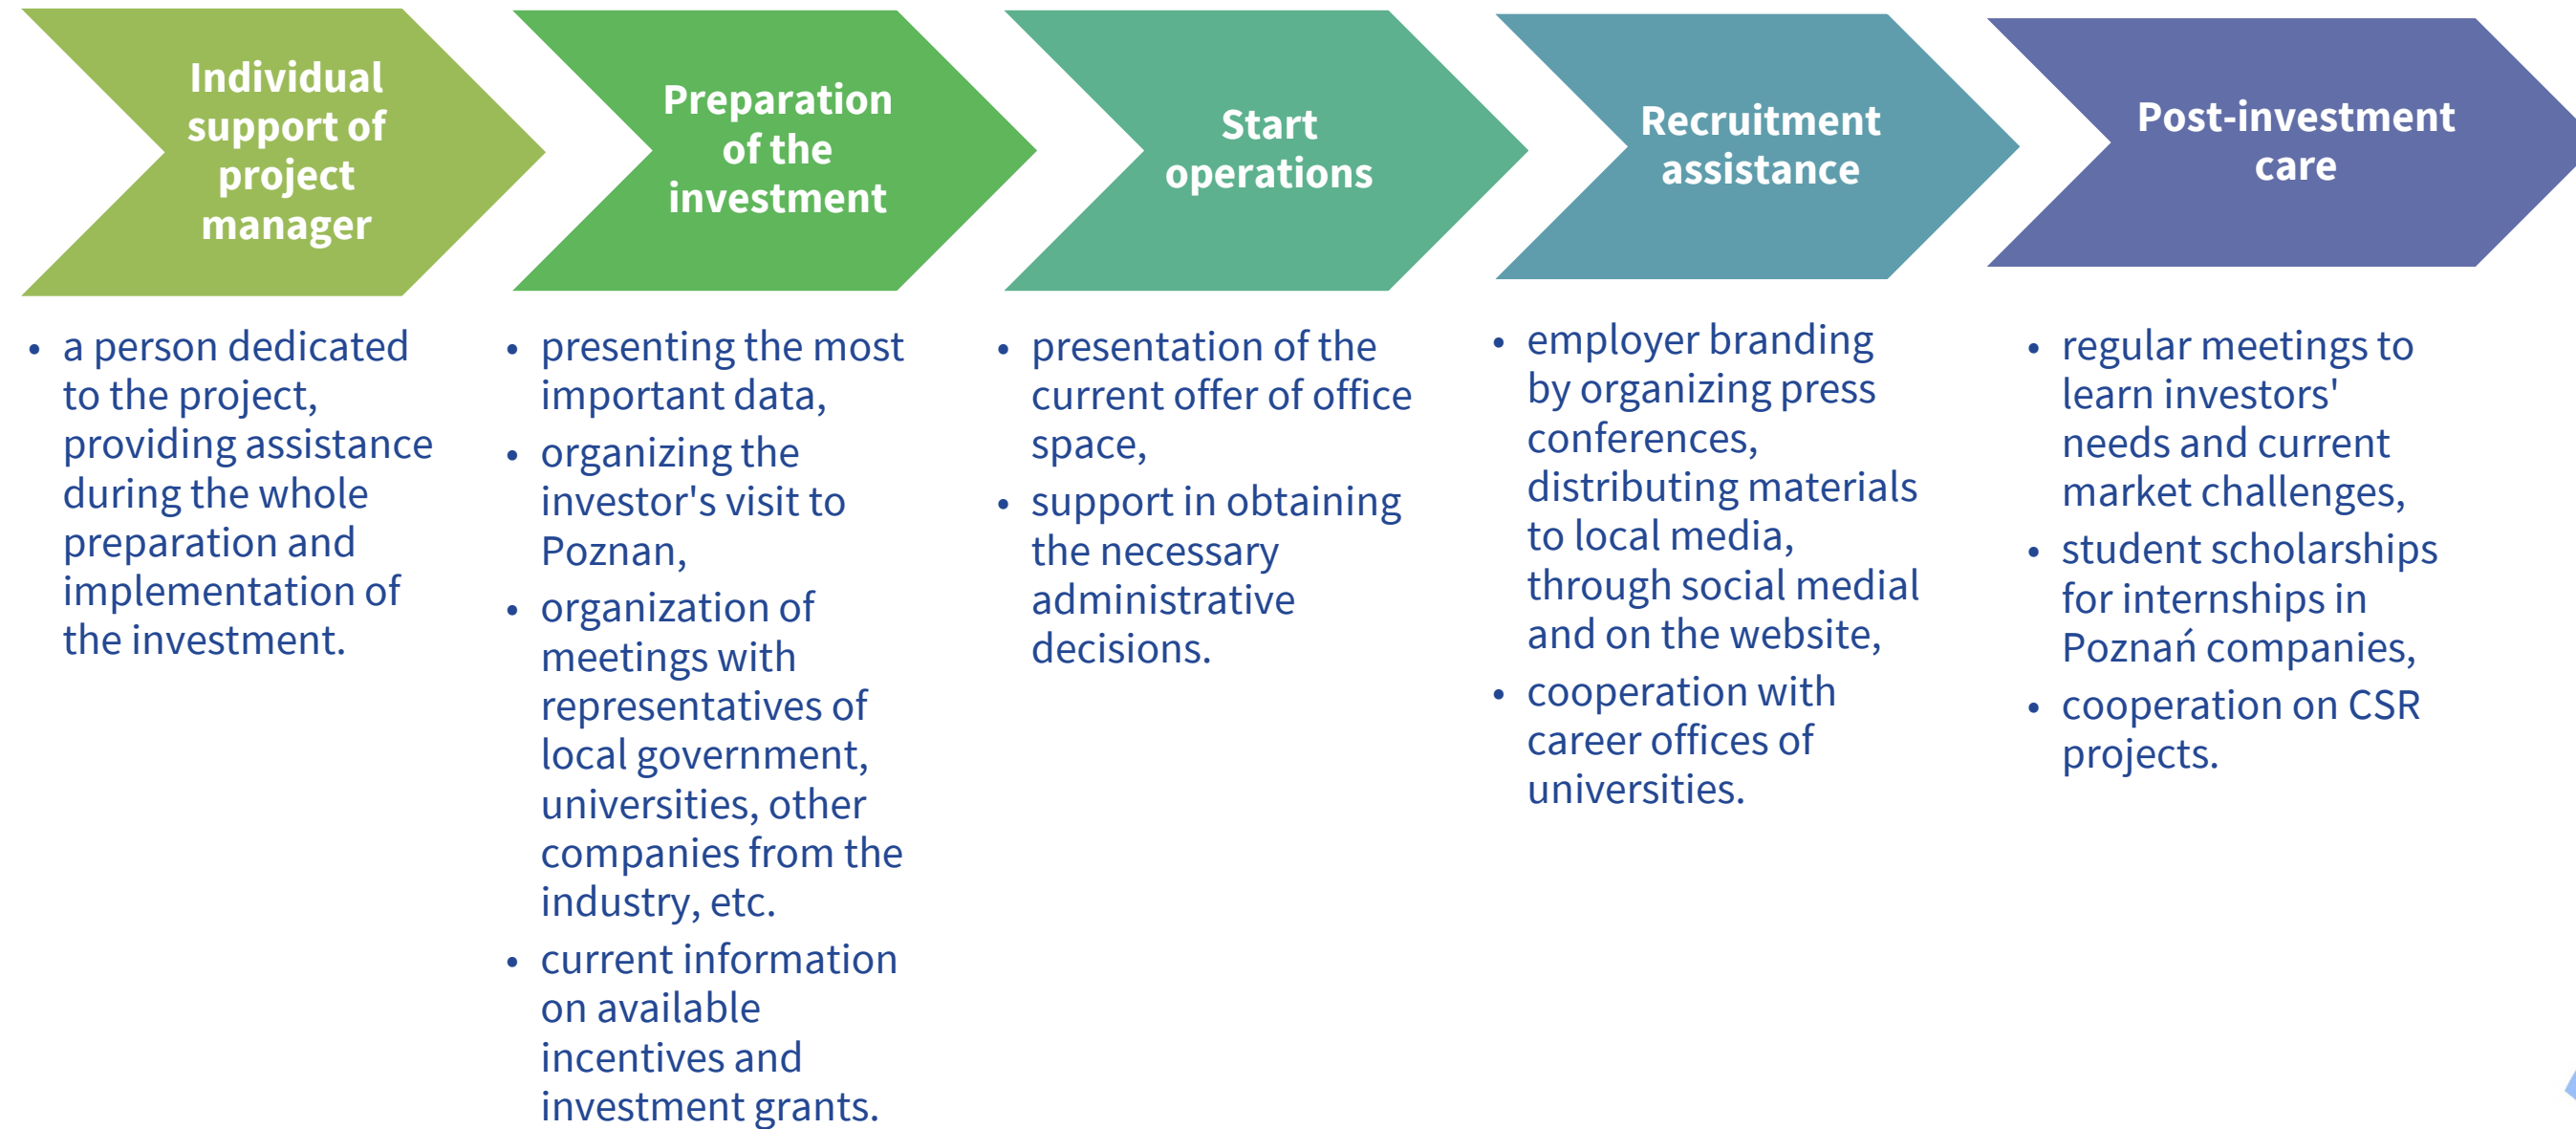 Individual
support of
project
manager
• a person dedicated
to the project,
providing assistance
during the whole
preparation and
implementation of
the investment.
Preparation
of the
investment
• presenting the most
important data,
• organizing the
investor's visit to
Poznan,
• organization of
meetings with
representatives of
local government,
universities, other
companies from the
industry, etc.
• current information
on available
incentives and
investment grants.
Start
operations
• presentation of the
current offer of office
space,
• support in obtaining
the necessary
administrative
decisions.
Recruitment
assistance
• employer branding
by organizing press
conferences,
distributing materials
to local media,
through social medial
and on the website,
• cooperation with
career offices of
universities.
Post-investment
care
• regular meetings to
learn investors'
needs and current
market challenges,
• student scholarships
for internships in
Poznań companies,
• cooperation on CSR
projects.